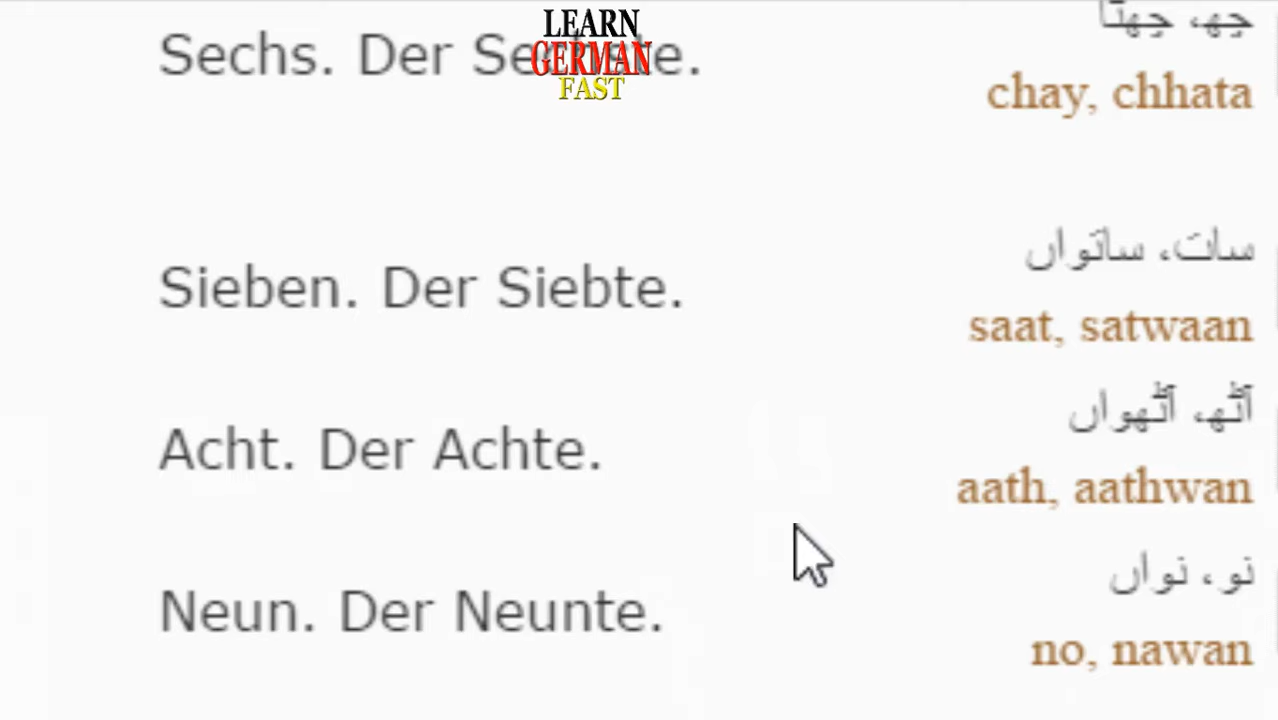 LEARN
GERMAN
FAST
Sechs. Der
چھ، چھٹا
chay, chhata
Sieben. Der Siebte.
سات، ساتواں
saat, satwaan
Acht. Der Achte.
آٹھ، آٹھواں
aath, aathwan
Neun. Der Neunte.
نو، نواں
no, nawan